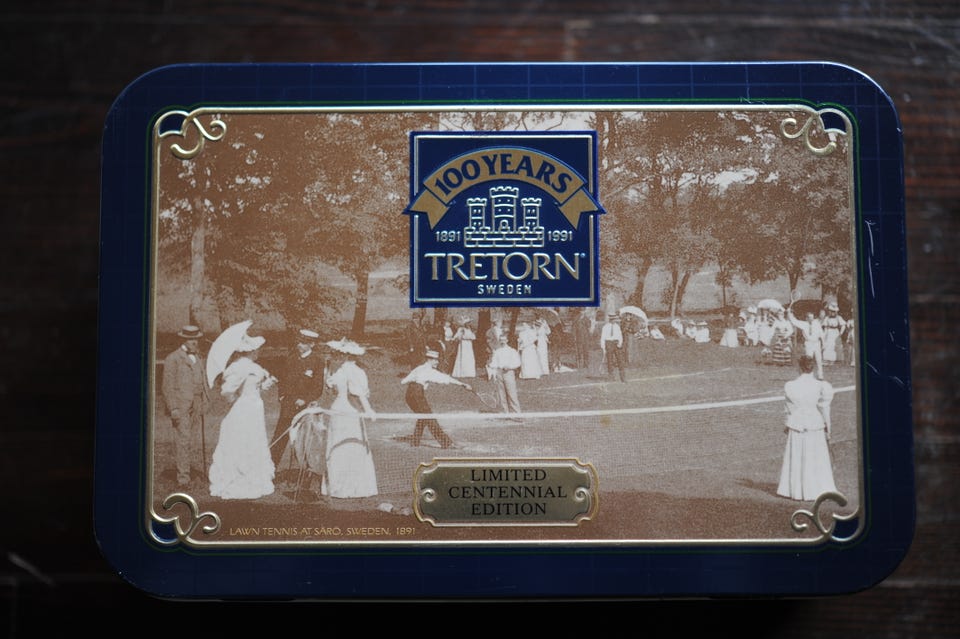 100 YEARS
1891 1991
TRETORN®
SWEDEN
LIMITED
CENTENNIAL
EDITION
LAWN TENNIS AT SÄRÖ, SWEDEN, 1891